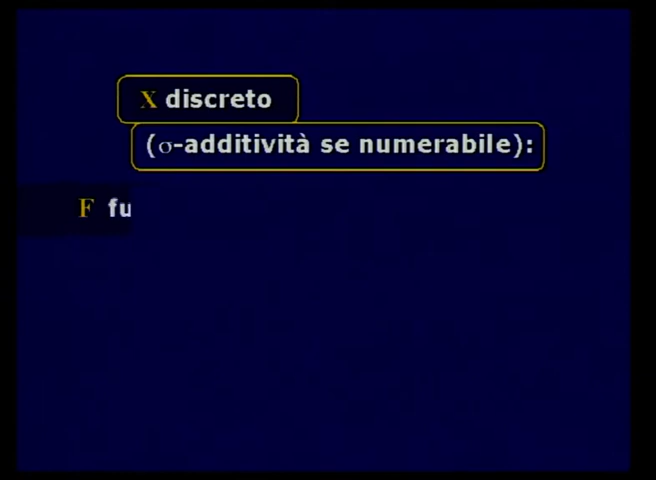 X discreto
(σ-additività se numerabile):
F fu